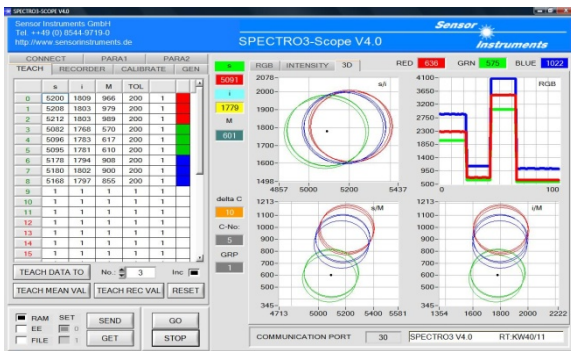 SPECTRO3-Scope V4.0
Sensor Instruments GmbH
Tel. ++49 (0) 8544-9719-0
http://www.sensorinstruments.de
SPECTRO3-Scope V4.0
Sensor
Instruments
CONNECT PARA1 PARA2
TEACH RECORDER CALIBRATE GEN
s i M TOL
0 5200 1809 966 200 1
1 5208 1803 979 200 1
2 5212 1803 989 200 1
3 5082 1768 570 200 1
4 5096 1783 617 200 1
5 5095 1781 610 200 1
6 5178 1794 908 200 1
7 5180 1802 900 200 1
8 5168 1797 855 200 1
9 1 1 1 1 1
10 1 1 1 1 1
11 1 1 1 1 1
12 1 1 1 1 1
13 1 1 1 1 1
14 1 1 1 1 1
15 1 1 1 1 1
TEACH DATA TO No.: 3 Inc
TEACH MEAN VAL TEACH REC VAL RESET
RAM SET SEND GO
EE 0
FILE 1 GET STOP
s
5091
i
1779
M
601
delta C
10
C-No:
5
GRP
1
RGB INTENSITY 3D
RED 636 GRN 575 BLUE 1022
s/i
2078
2000
1900
1800
1700
1600
1498
4857 5000 5200 5437
RGB
4100
3650
3200
2750
2300
1850
1400
950
500
0 100
s/M
1213
1100
1000
900
800
700
600
500
345
4713 5000 5200 5400 5581
i/M
1213
1100
1000
900
800
700
600
500
345
1354 1600 1800 2000 2222
COMMUNICATION PORT 30 SPECTRO3 V4.0 RT:KW40/11